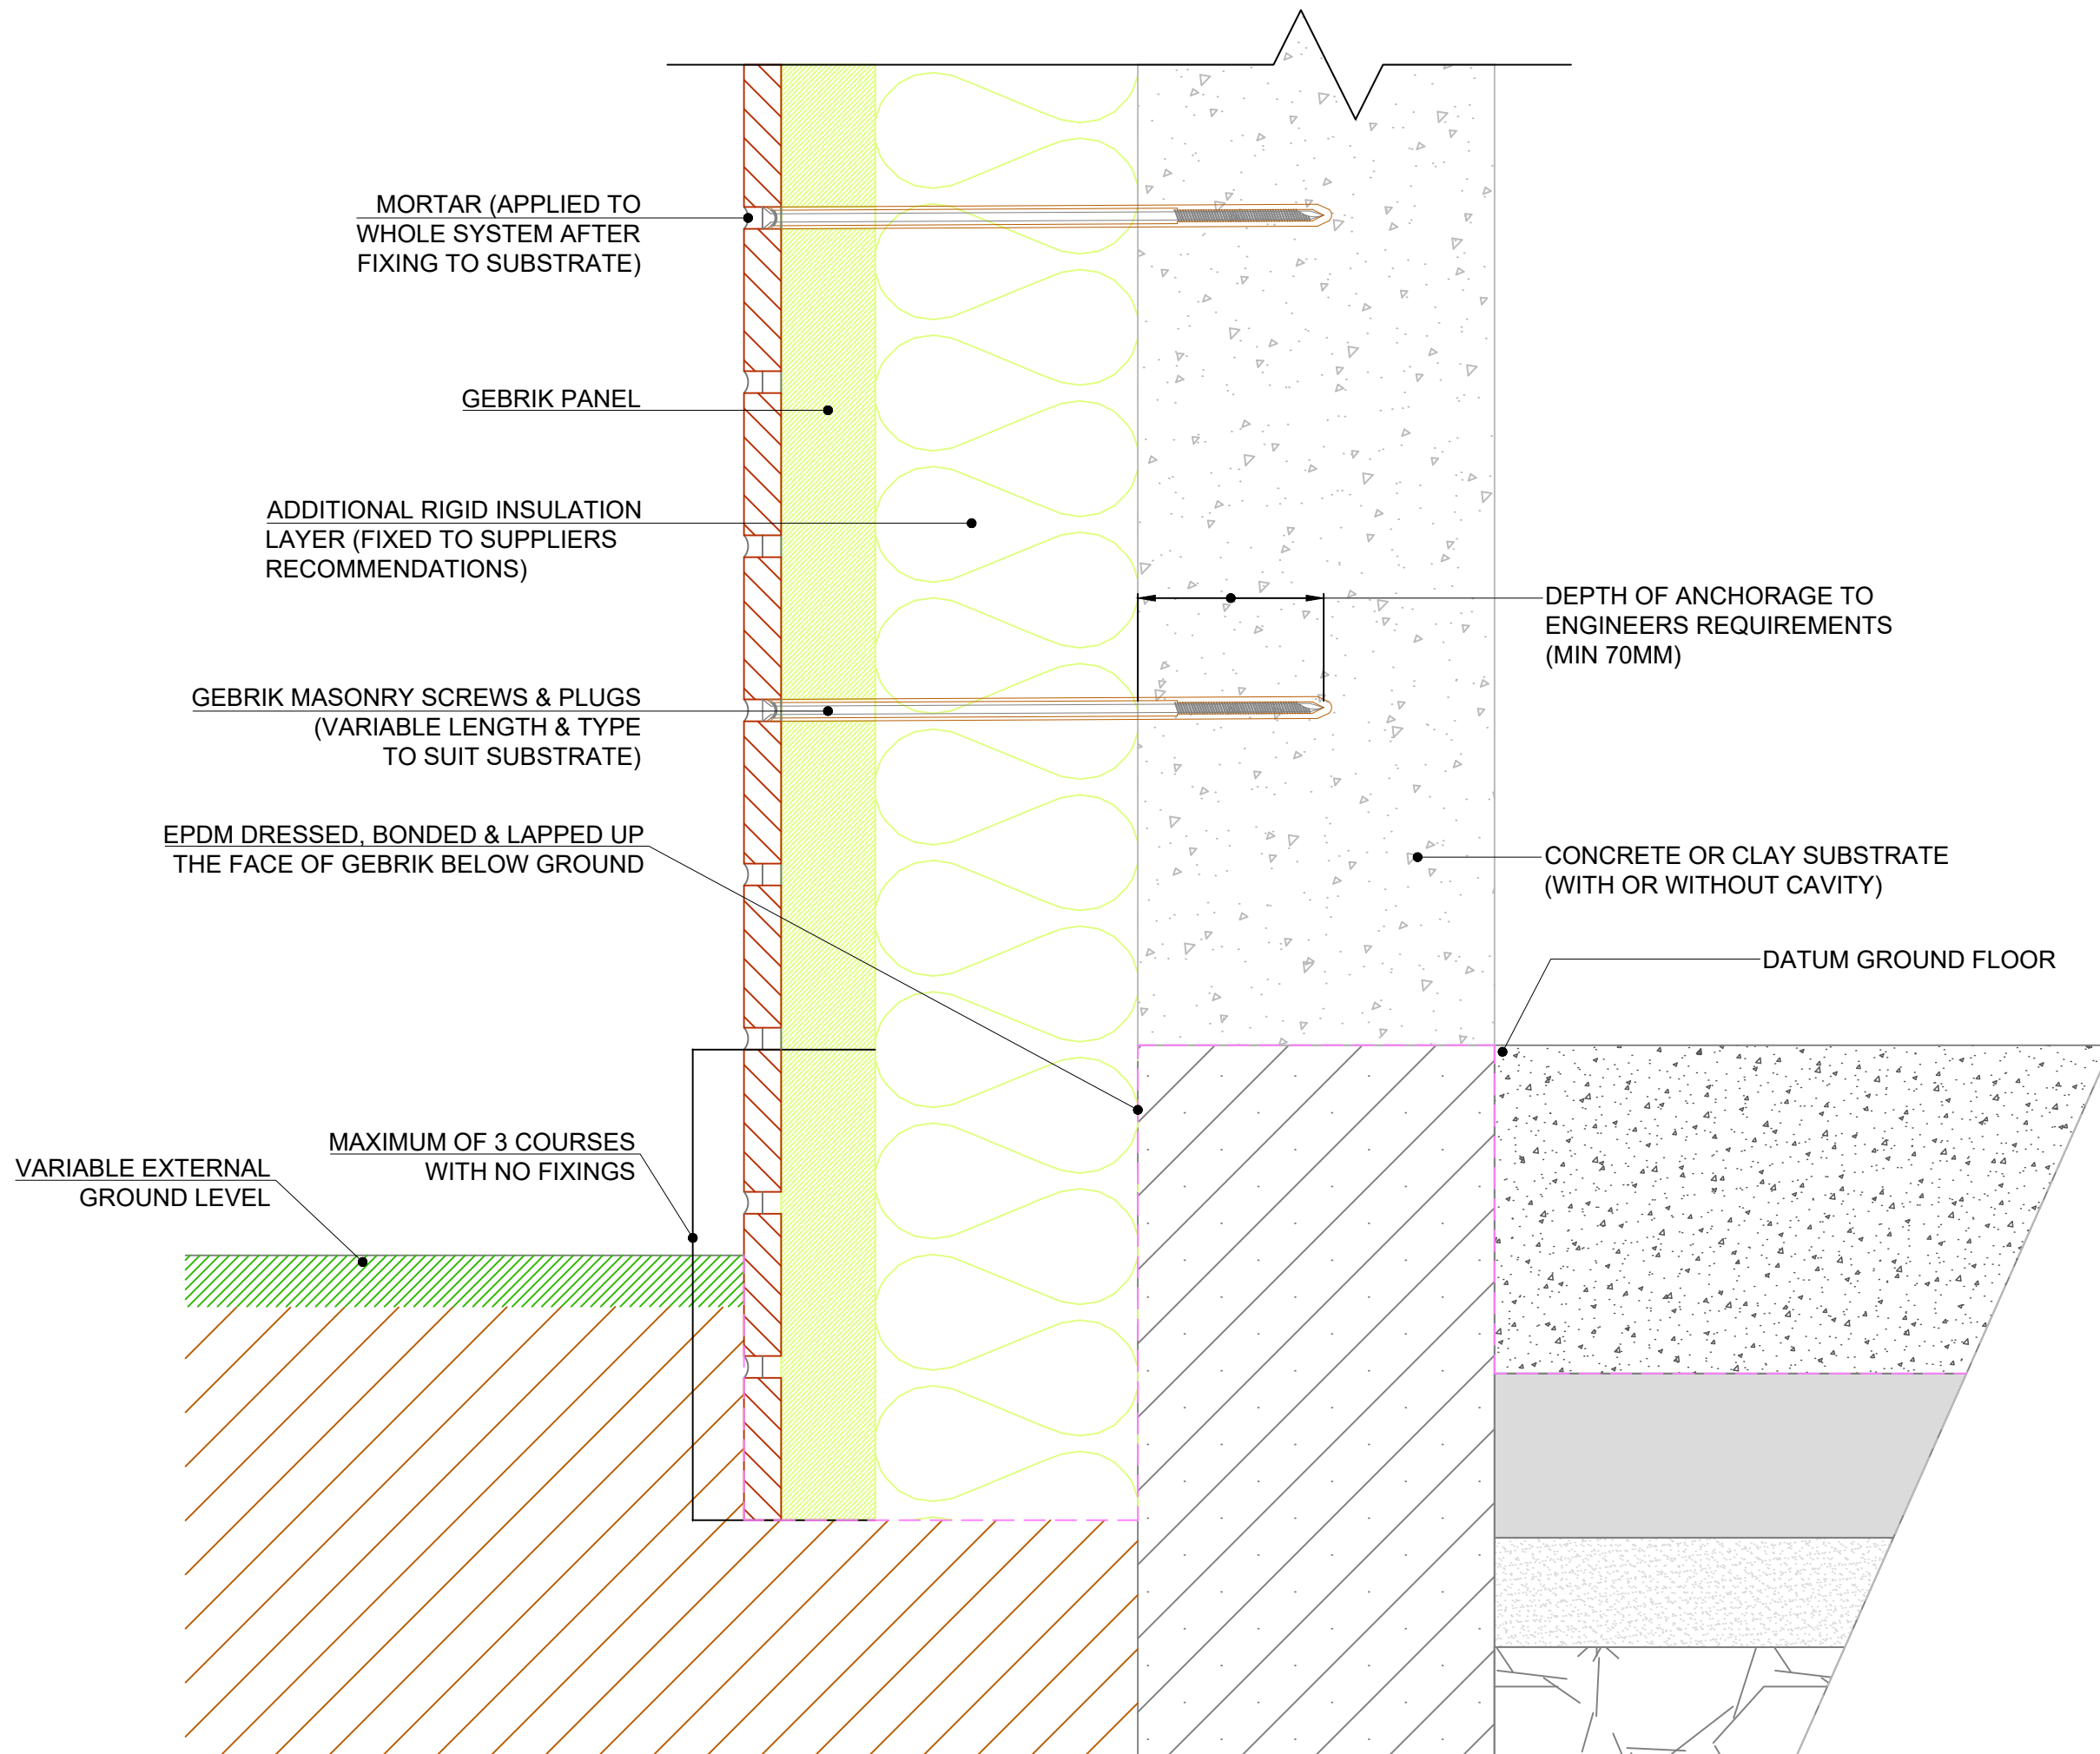 MORTAR (APPLIED TO
WHOLE SYSTEM AFTER
FIXING TO SUBSTRATE)
GEBRIK PANEL
ADDITIONAL RIGID INSULATION
LAYER (FIXED TO SUPPLIERS
RECOMMENDATIONS)
DEPTH OF ANCHORAGE TO
ENGINEERS REQUIREMENTS
(MIN 70MM)
GEBRIK MASONRY SCREWS & PLUGS
(VARIABLE LENGTH & TYPE
TO SUIT SUBSTRATE)
EPDM DRESSED, BONDED & LAPPED UP
THE FACE OF GEBRIK BELOW GROUND
CONCRETE OR CLAY SUBSTRATE
(WITH OR WITHOUT CAVITY)
DATUM GROUND FLOOR
MAXIMUM OF 3 COURSES
WITH NO FIXINGS
VARIABLE EXTERNAL
GROUND LEVEL